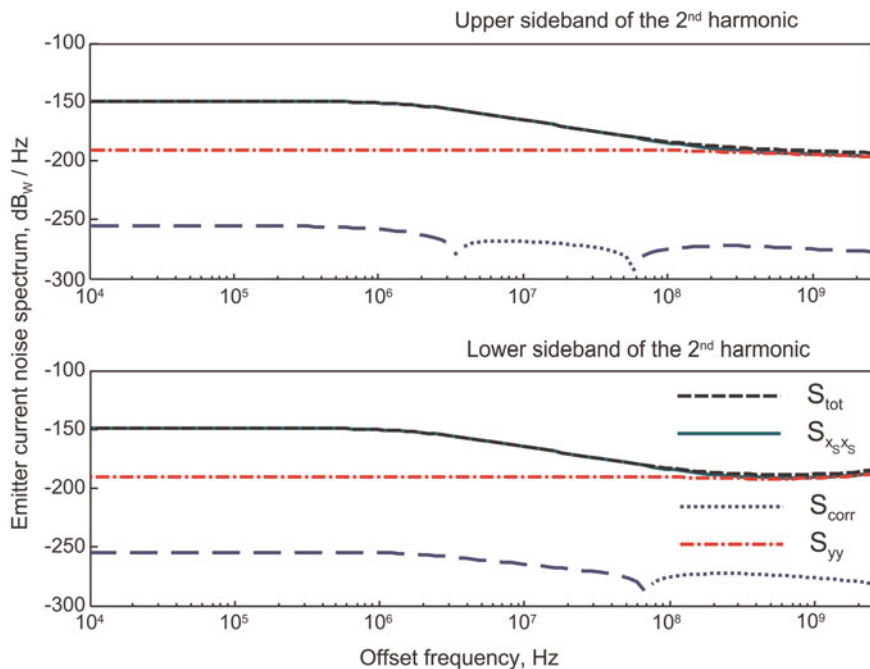 Upper sideband of the 2nd harmonic
-100
-150
-200
-250
-300
10^4
10^5
10^6
10^7
10^8
10^9
Emitter current noise spectrum, dB_W / Hz
Lower sideband of the 2nd harmonic
-100
-150
-200
-250
-300
S_tot
S_x_Sx_S
S_corr
S_yy
10^4
10^5
10^6
10^7
10^8
10^9
Offset frequency, Hz